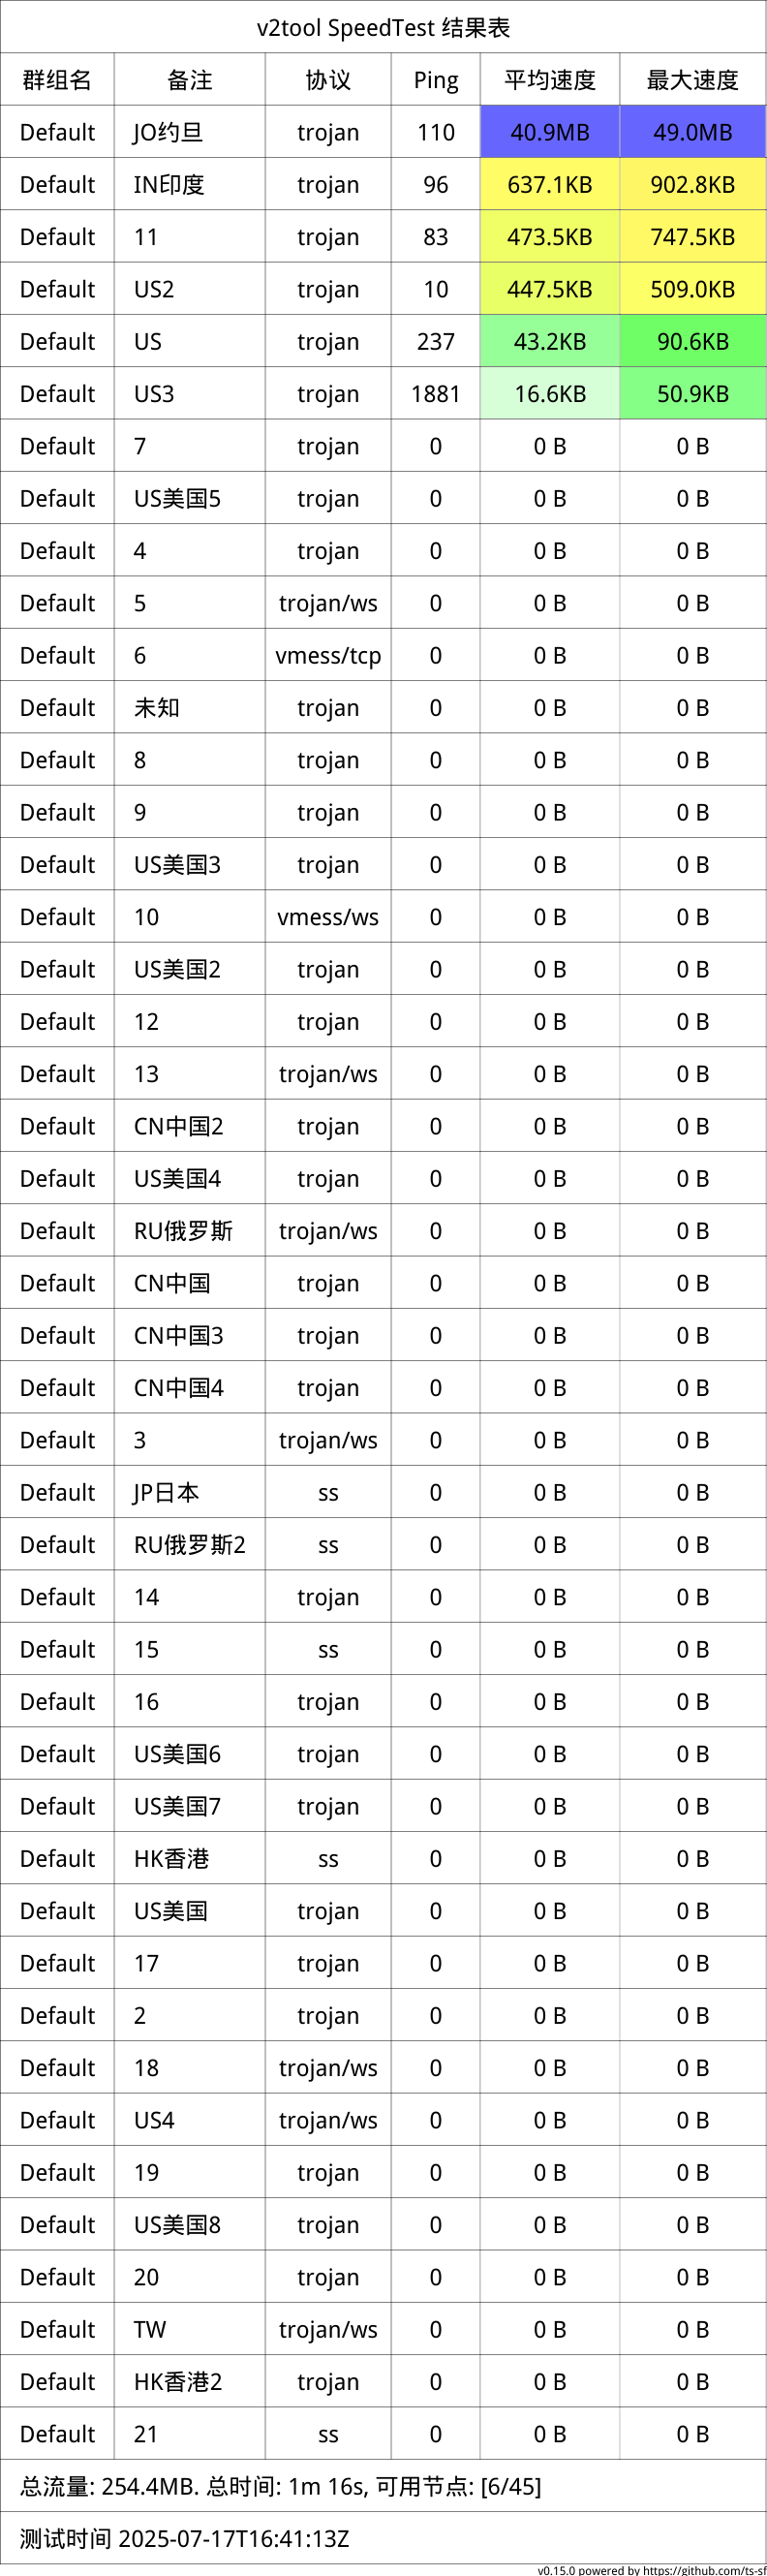 v2tool SpeedTest 结果表
群组名 备注 协议 Ping 平均速度 最大速度
Default JO约旦 trojan 110 40.9MB 49.0MB
Default IN印度 trojan 96 637.1KB 902.8KB
Default 11 trojan 83 473.5KB 747.5KB
Default US2 trojan 10 447.5KB 509.0KB
Default US trojan 237 43.2KB 90.6KB
Default US3 trojan 1881 16.6KB 50.9KB
Default 7 trojan 0 0 B 0 B
Default US美国5 trojan 0 0 B 0 B
Default 4 trojan 0 0 B 0 B
Default 5 trojan/ws 0 0 B 0 B
Default 6 vmess/tcp 0 0 B 0 B
Default 未知 trojan 0 0 B 0 B
Default 8 trojan 0 0 B 0 B
Default 9 trojan 0 0 B 0 B
Default US美国3 trojan 0 0 B 0 B
Default 10 vmess/ws 0 0 B 0 B
Default US美国2 trojan 0 0 B 0 B
Default 12 trojan 0 0 B 0 B
Default 13 trojan/ws 0 0 B 0 B
Default CN中国2 trojan 0 0 B 0 B
Default US美国4 trojan 0 0 B 0 B
Default RU俄罗斯 trojan/ws 0 0 B 0 B
Default CN中国 trojan 0 0 B 0 B
Default CN中国3 trojan 0 0 B 0 B
Default CN中国4 trojan 0 0 B 0 B
Default 3 trojan/ws 0 0 B 0 B
Default JP日本 ss 0 0 B 0 B
Default RU俄罗斯2 ss 0 0 B 0 B
Default 14 trojan 0 0 B 0 B
Default 15 ss 0 0 B 0 B
Default 16 trojan 0 0 B 0 B
Default US美国6 trojan 0 0 B 0 B
Default US美国7 trojan 0 0 B 0 B
Default HK香港 ss 0 0 B 0 B
Default US美国 trojan 0 0 B 0 B
Default 17 trojan 0 0 B 0 B
Default 2 trojan 0 0 B 0 B
Default 18 trojan/ws 0 0 B 0 B
Default US4 trojan/ws 0 0 B 0 B
Default 19 trojan 0 0 B 0 B
Default US美国8 trojan 0 0 B 0 B
Default 20 trojan 0 0 B 0 B
Default TW trojan/ws 0 0 B 0 B
Default HK香港2 trojan 0 0 B 0 B
Default 21 ss 0 0 B 0 B
总流量: 254.4MB. 总时间: 1m 16s, 可用节点: [6/45]
测试时间 2025-07-17T16:41:13Z
v0.15.0 powered by https://github.com/ts-sf